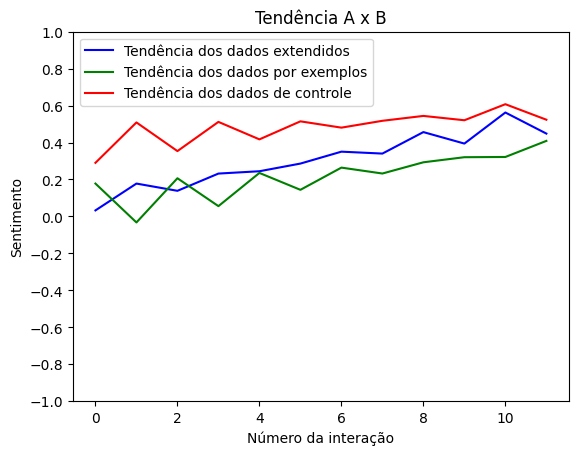 Tendência A x B
Tendência dos dados extendidos
Tendência dos dados por exemplos
Tendência dos dados de controle
Sentimento
1.0
0.8
0.6
0.4
0.2
0.0
−0.2
−0.4
−0.6
−0.8
−1.0
0 2 4 6 8 10
Número da interação